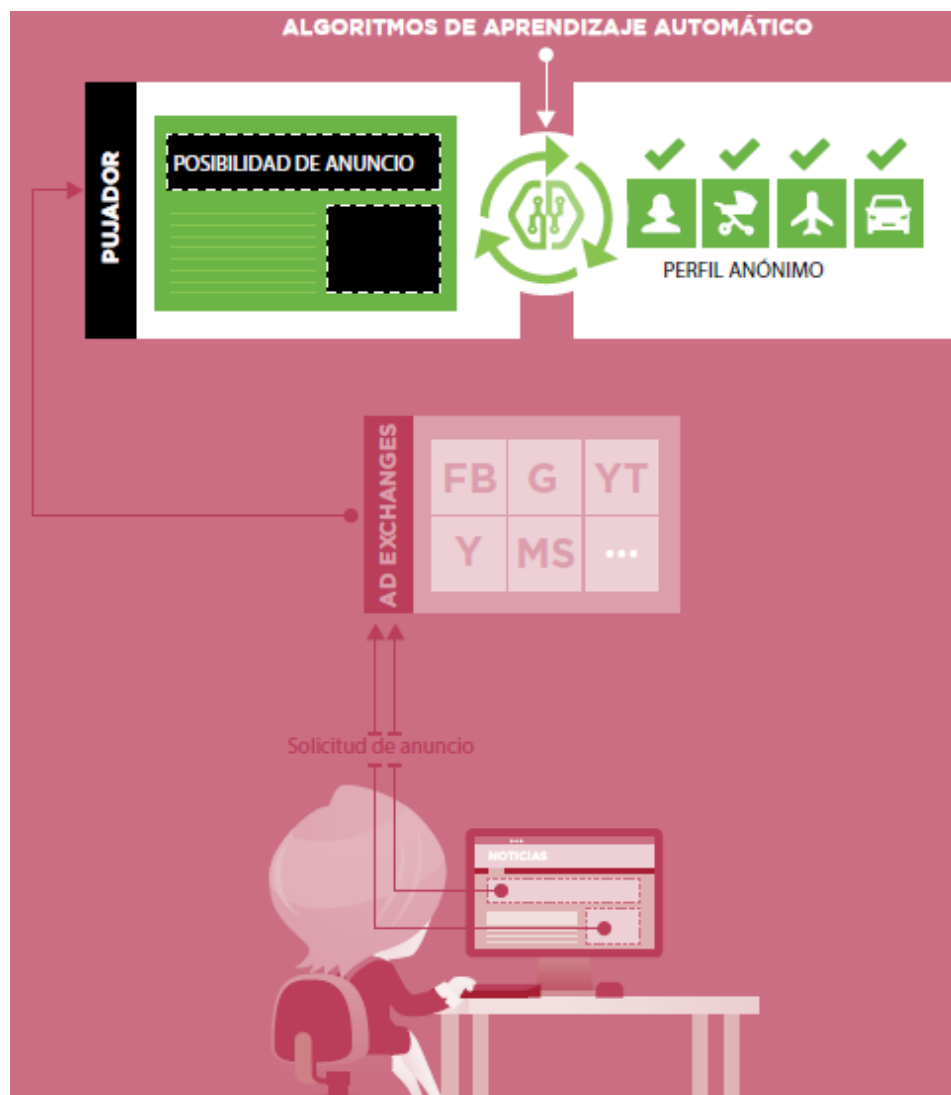 ALGORITMOS DE APRENDIZAJE AUTOMÁTICO
PUJADOR
POSIBILIDAD DE ANUNCIO
PERFIL ANÓNIMO
AD EXCHANGES
FB G YT
Y MS ...
Solicitud de anuncio
NOTICIAS